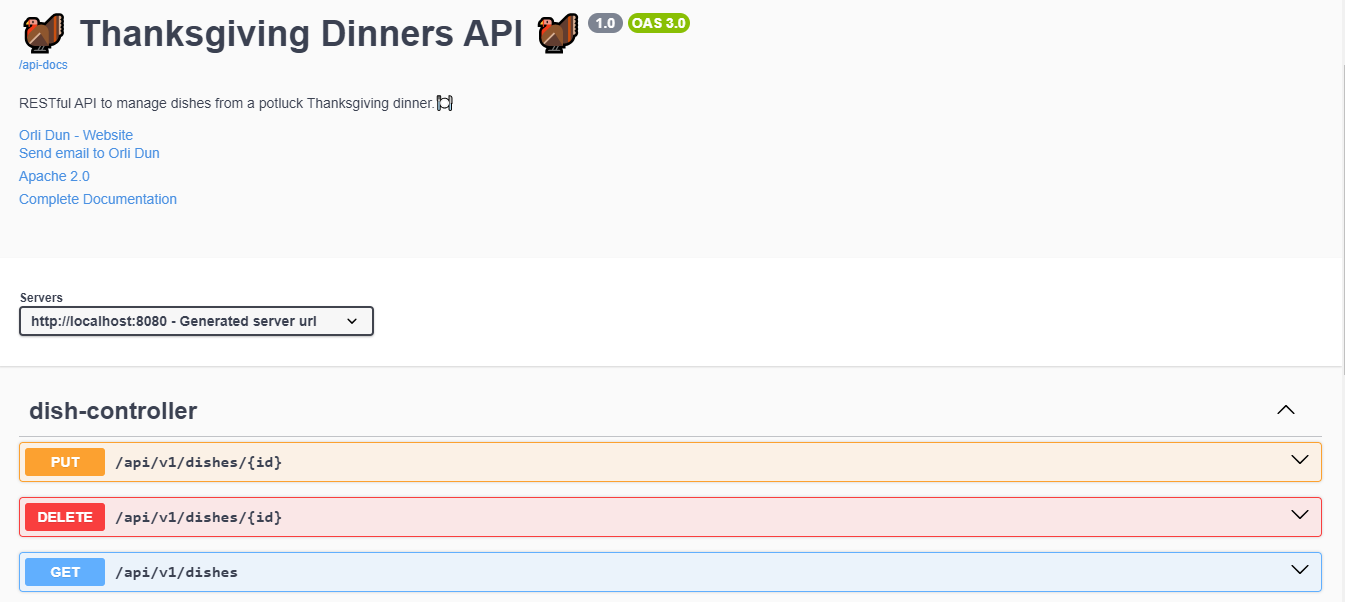 Thanksgiving Dinners API 1.0 OAS 3.0
/api-docs
RESTful API to manage dishes from a potluck Thanksgiving dinner.🍽
Orli Dun - Website
Send email to Orli Dun
Apache 2.0
Complete Documentation
Servers
http://localhost:8080 - Generated server url
dish-controller
PUT /api/v1/dishes/{id}
DELETE /api/v1/dishes/{id}
GET /api/v1/dishes